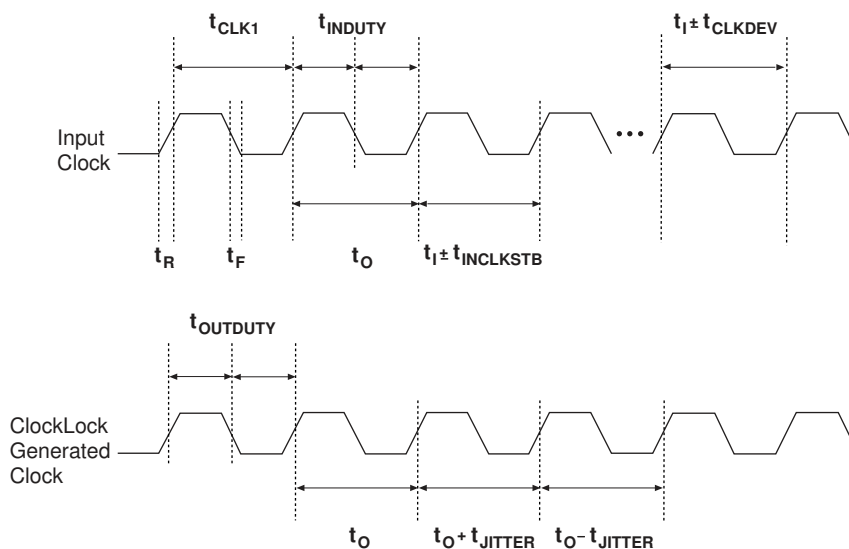 tCLK1 tINDUTY tI ± tCLKDEV
Input
Clock
•••
tR tF tO tI ± tINCLKSTB
tOUTDUTY
ClockLock
Generated
Clock
tO tO + tJITTER tO – tJITTER